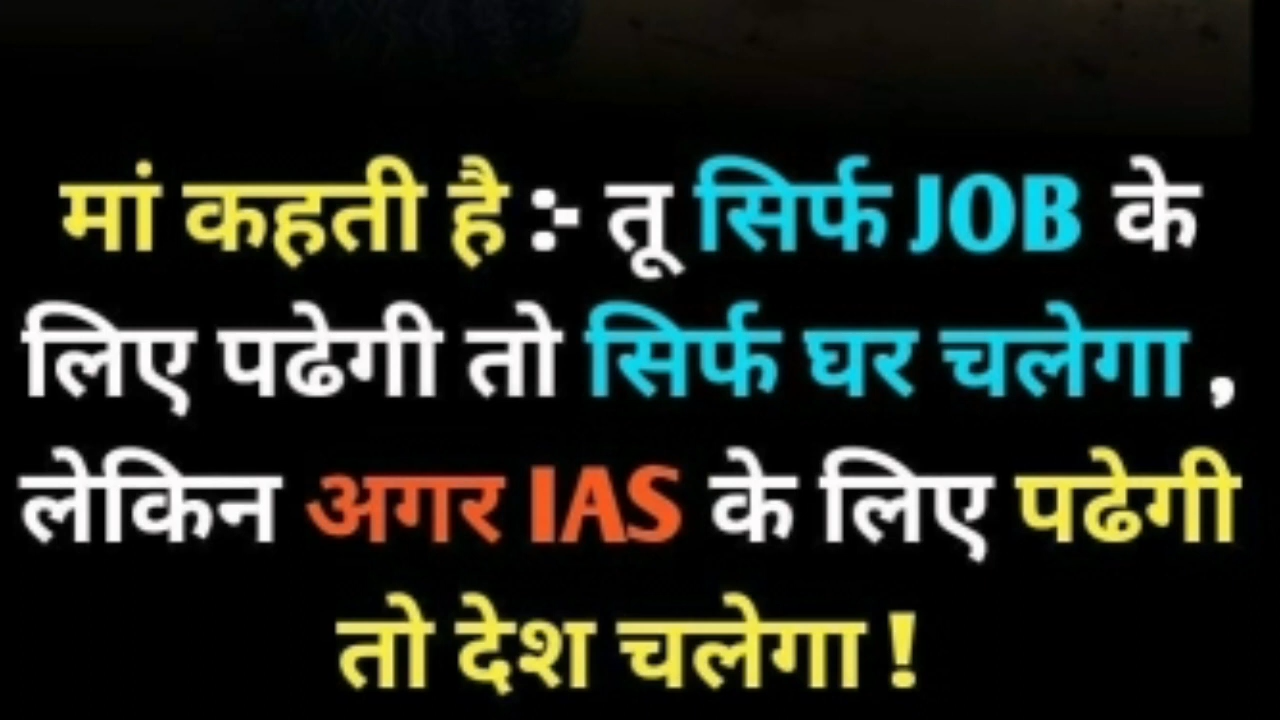 मां कहती है :- तू सिर्फ JOB के
लिए पढेगी तो सिर्फ घर चलेगा ,
लेकिन अगर IAS के लिए पढेगी
तो देश चलेगा !